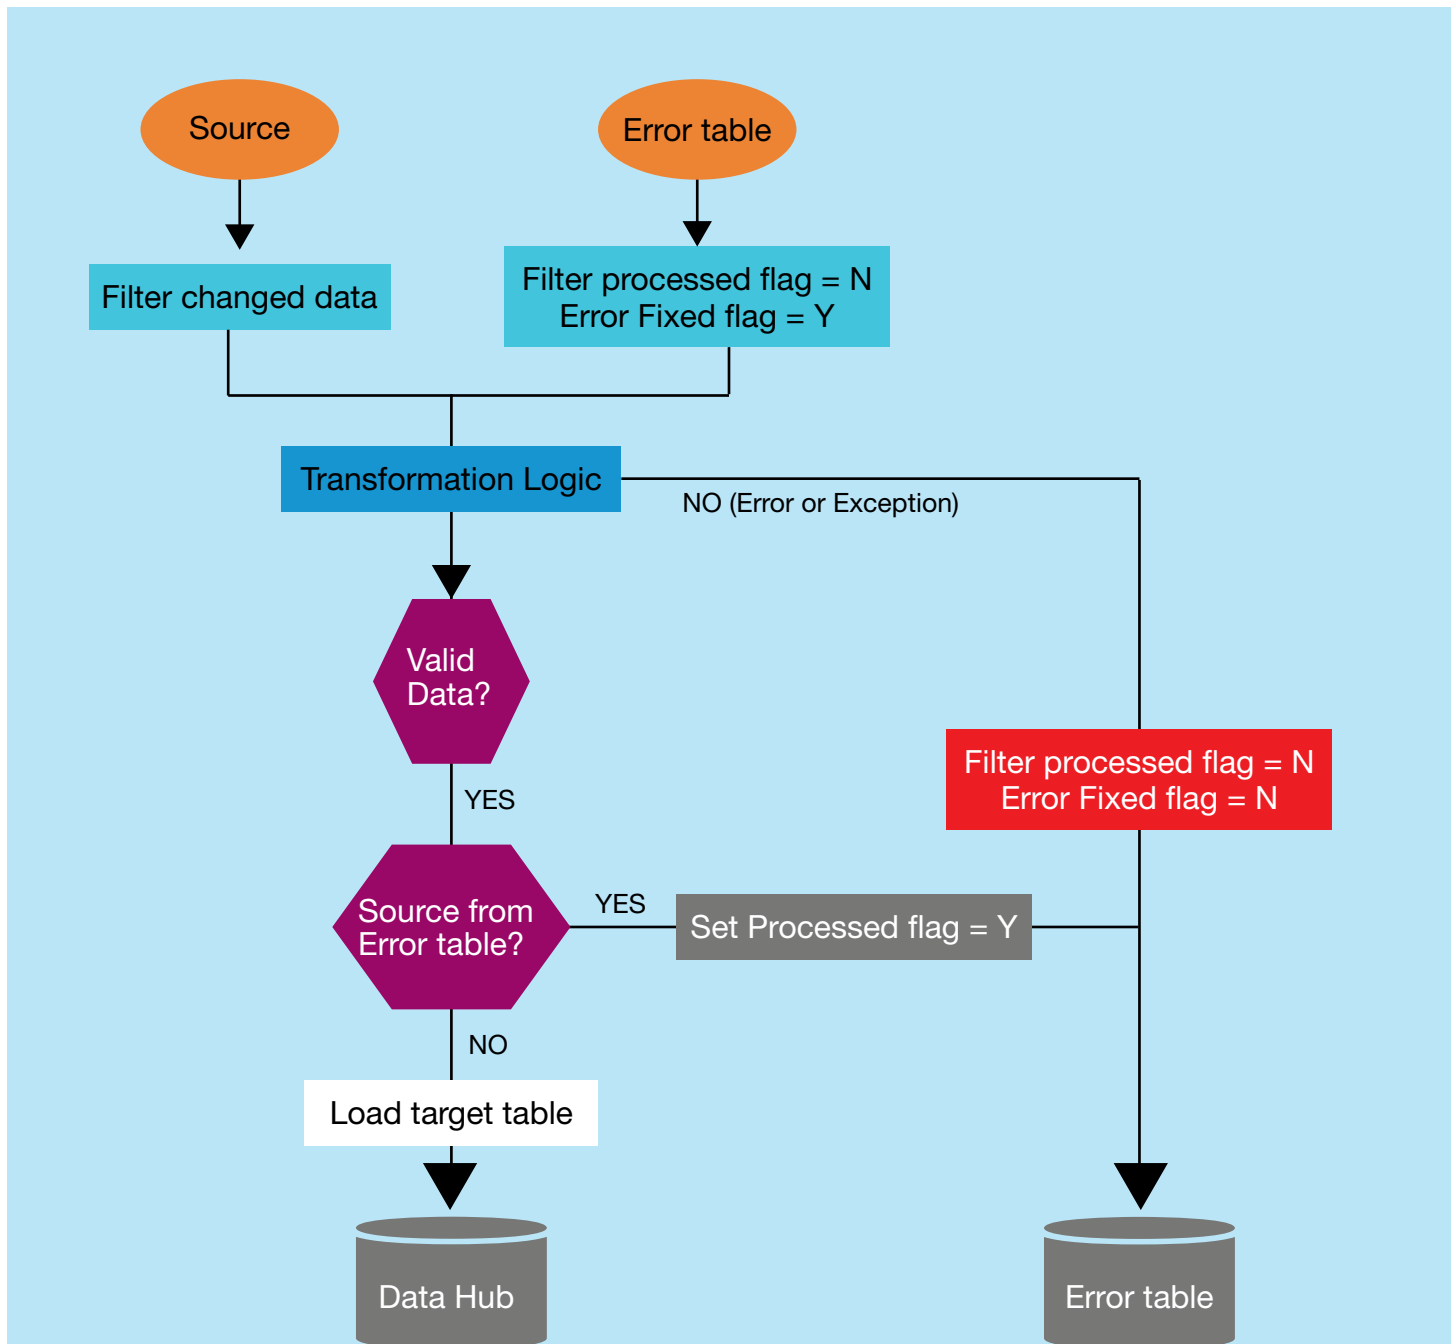 Source
Error table
Filter changed data
Filter processed flag = N
Error Fixed flag = Y
Transformation Logic
NO (Error or Exception)
Valid
Data?
YES
Filter processed flag = N
Error Fixed flag = N
Source from
Error table?
YES
Set Processed flag = Y
NO
Load target table
Data Hub
Error table